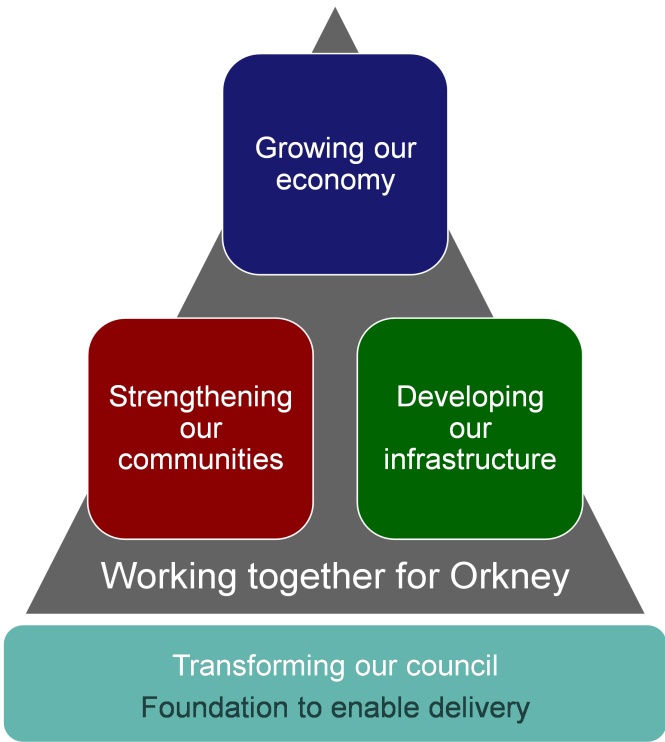 Growing our
economy
Strengthening
our
communities
Developing
our
infrastructure
Working together for Orkney
Transforming our council
Foundation to enable delivery